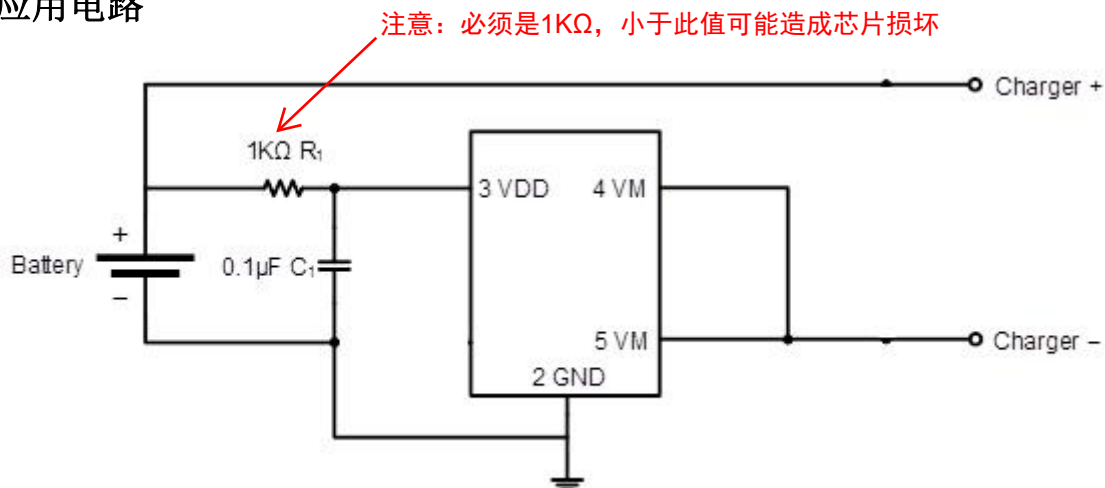 应用电路
注意：必须是1KΩ，小于此值可能造成芯片损坏
Charger +
1KΩ R₁
3 VDD
4 VM
+
Battery
0.1μF C₁
−
5 VM
Charger −
2 GND